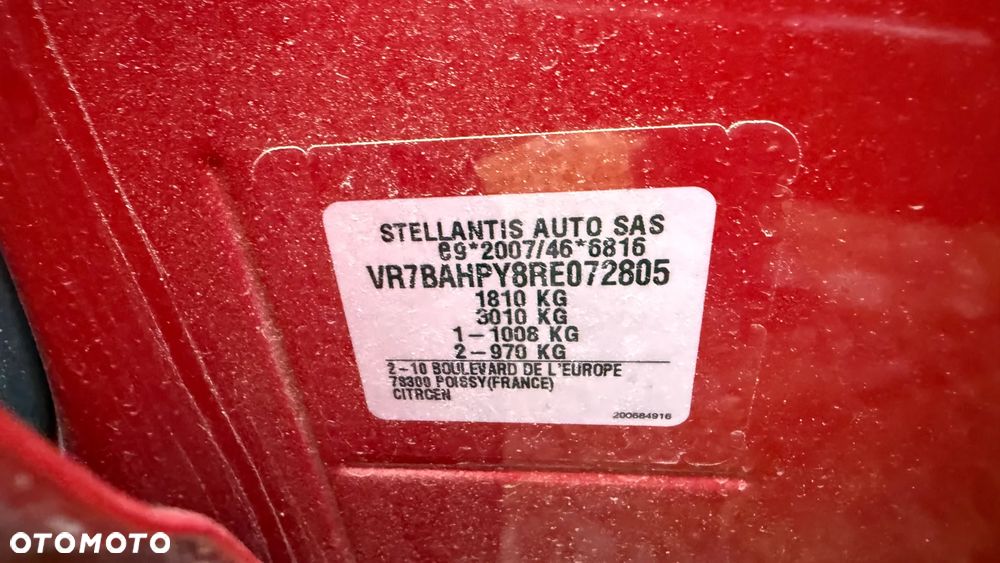 STELLANTIS AUTO SAS
e9*2007/46*6816
VR7BAHPY8RE072805
1810 KG
3010 KG
1-1008 KG
2-970 KG
2-10 BOULEVARD DE L'EUROPE
78300 POISSY(FRANCE)
CITROEN
200684916
OTOMOTO